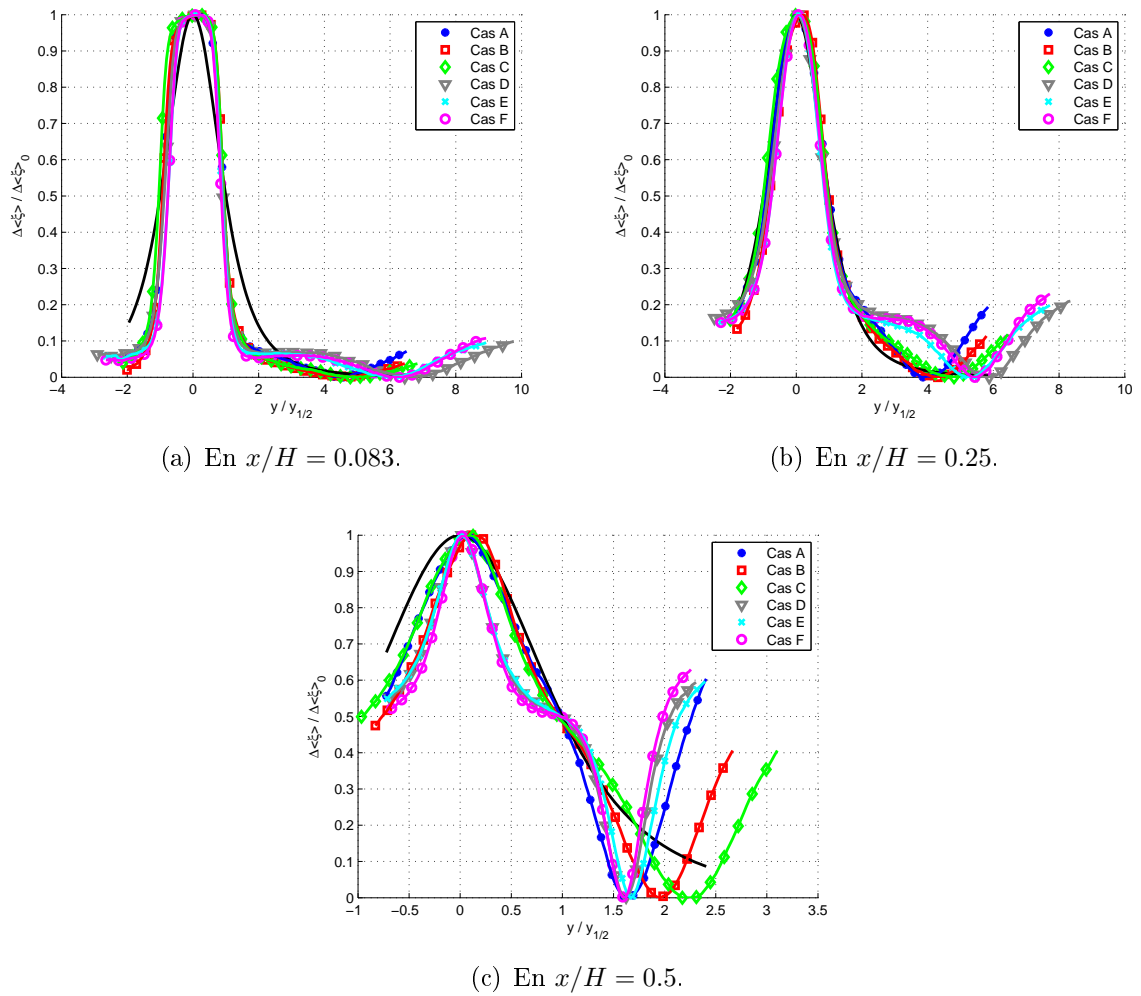 1
0.9
0.8
0.7
0.6
0.5
0.4
0.3
0.2
0.1
0
Δ<ξ> / Δ<ξ>0
−4 −2 0 2 4 6 8 10
y / y1/2
Cas A
Cas B
Cas C
Cas D
Cas E
Cas F
(a) En x/H = 0.083.
1
0.9
0.8
0.7
0.6
0.5
0.4
0.3
0.2
0.1
0
Δ<ξ> / Δ<ξ>0
−4 −2 0 2 4 6 8 10
y / y1/2
Cas A
Cas B
Cas C
Cas D
Cas E
Cas F
(b) En x/H = 0.25.
1
0.9
0.8
0.7
0.6
0.5
0.4
0.3
0.2
0.1
0
Δ<ξ> / Δ<ξ>0
−1 −0.5 0 0.5 1 1.5 2 2.5 3 3.5
y / y1/2
Cas A
Cas B
Cas C
Cas D
Cas E
Cas F
(c) En x/H = 0.5.